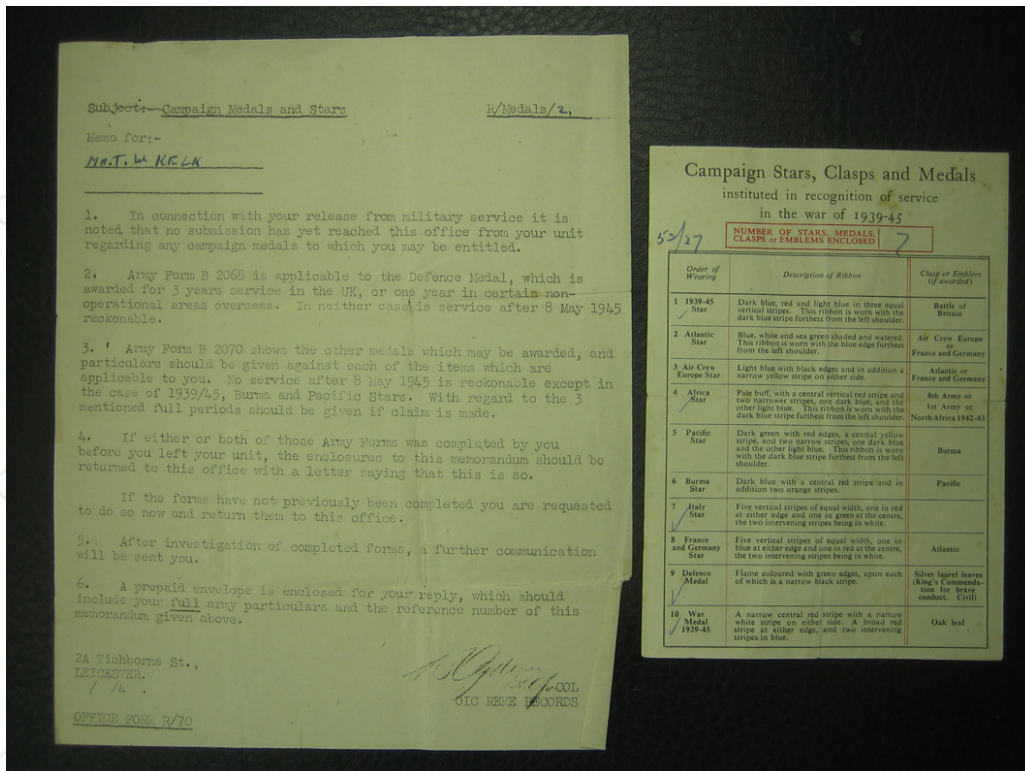 Subject:- Campaign Medals and Stars R/Medals/2.
Memo for:-
MR. T. W KELK
1. In connection with your release from military service it is
noted that no submission has yet reached this office from your unit
regarding any campaign medals to which you may be entitled.
2. Army Form B 2068 is applicable to the Defence Medal, which is
awarded for 3 years service in the UK, or one year in certain non-
operational areas overseas. In neither case is service after 8 May 1945
reckonable.
3. Army Form B 2070 shows the other medals which may be awarded, and
particulars should be given against each of the items which are
applicable to you. No service after 8 May 1945 is reckonable except in
the case of 1939/45, Burma and Pacific Stars. With regard to the 3
mentioned full periods should be given if claim is made.
4. If either or both of those Army Forms was completed by you
before you left your unit, the enclosures to this memorandum should be
returned to this office with a letter saying that this is so.
If the forms have not previously been completed you are requested
to do so now and return them to this office.
5. After investigation of completed forms, a further communication
will be sent you.
6. A prepaid envelope is enclosed for your reply, which should
include your full army particulars and the reference number of this
memorandum given above.
2A Tichborne St.,
LEICESTER.
/ /4 .
COL
OIC REME RECORDS
OFFICE FORM R/70
Campaign Stars, Clasps and Medals
instituted in recognition of service
in the war of 1939-45
52/27
NUMBER OF STARS, MEDALS,
CLASPS or EMBLEMS ENCLOSED 7
Order of Wearing Description of Ribbon Clasp or Emblem (if awarded)
1 1939-45 Star
Dark blue, red and light blue in three equal
vertical stripes. This ribbon is worn with the
dark blue stripe furthest from the left shoulder.
Battle of Britain
2 Atlantic Star
Blue, white and sea green shaded and watered.
This ribbon is worn with the blue edge furthest
from the left shoulder.
Air Crew Europe or France and Germany
3 Air Crew Europe Star
Light blue with black edges and in addition a
narrow yellow stripe on either side.
Atlantic or France and Germany
4 Africa Star
Pale buff, with a central vertical red stripe and
two narrower stripes, one dark blue, and the
other light blue. This ribbon is worn with the
dark blue stripe furthest from the left shoulder.
8th Army or 1st Army or North Africa 1942-43
5 Pacific Star
Dark green with red edges, a central yellow
stripe, and two narrow stripes, one dark blue
and the other light blue. This ribbon is worn
with the dark blue stripe furthest from the left
shoulder.
Burma
6 Burma Star
Dark blue with a central red stripe and in
addition two orange stripes.
Pacific
7 Italy Star
Five vertical stripes of equal width, one in red
at either edge and one in green at the centre,
the two intervening stripes being in white.
8 France and Germany Star
Five vertical stripes of equal width, one in
blue at either edge and one in red at the centre,
the two intervening stripes being in white.
Atlantic
9 Defence Medal
Flame coloured with green edges, upon each
of which is a narrow black stripe.
Silver laurel leaves (King's Commendation for brave conduct. Civil)
10 War Medal 1939-45
A narrow central red stripe with a narrow
white stripe on either side. A broad red
stripe at either edge, and two intervening
stripes in blue.
Oak leaf